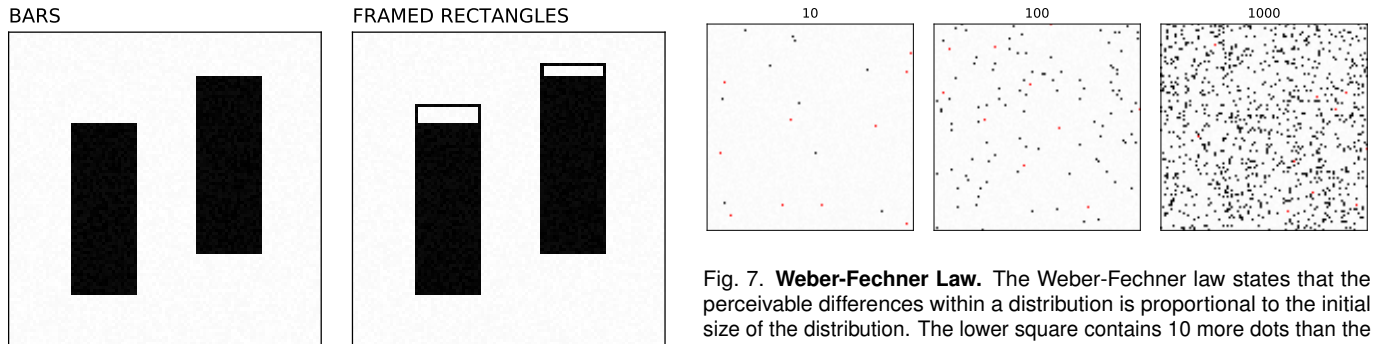 BARS
FRAMED RECTANGLES
10
100
1000
Fig. 7. Weber-Fechner Law. The Weber-Fechner law states that the
perceivable differences within a distribution is proportional to the initial
size of the distribution. The lower square contains 10 more dots than the